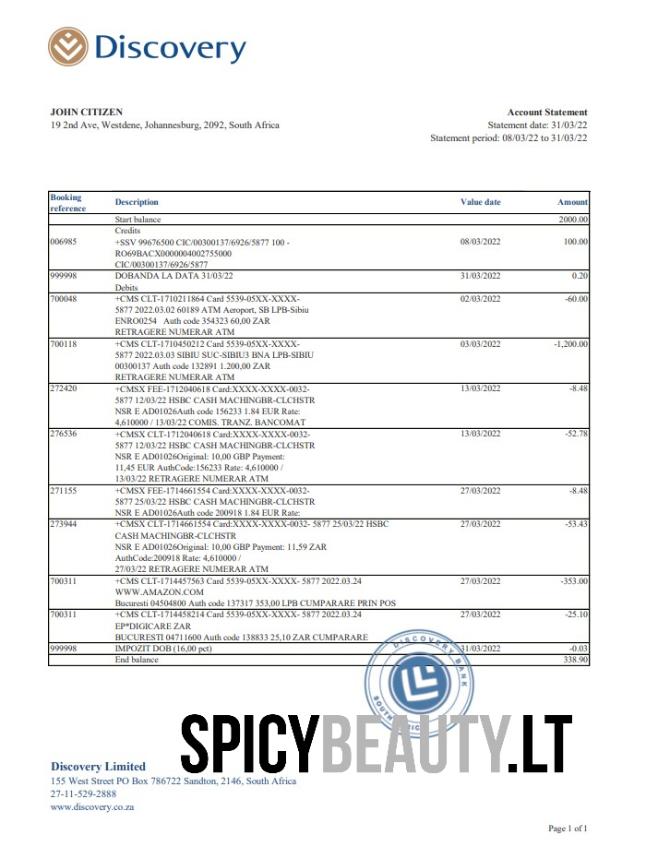 Discovery
JOHN CITIZEN
19 2nd Ave, Westdene, Johannesburg, 2092, South Africa
Account Statement
Statement date: 31/03/22
Statement period: 08/03/22 to 31/03/22
Booking reference Description Value date Amount
Start balance 2000.00
Credits
006985 +SSV 99676500 CIC/00300137/6926/5877 100 - 08/03/2022 100.00
RO69BACX0000004002755000
CIC/00300137/6926/5877
999998 DOBANDA LA DATA 31/03/22 31/03/2022 0.20
Debits
700048 +CMS CLT-1710211864 Card 5539-05XX-XXXX- 02/03/2022 -60.00
5877 2022.03.02 60189 ATM Aeroport, SB LPB-Sibiu
ENRO0254 Auth code 354323 60,00 ZAR
RETRAGERE NUMERAR ATM
700118 +CMS CLT-1710450212 Card 5539-05XX-XXXX- 03/03/2022 -1,200.00
5877 2022.03.03 SIBIU SUC-SIBIU3 BNA LPB-SIBIU
00300137 Auth code 132891 1.200,00 ZAR
RETRAGERE NUMERAR ATM
272420 +CMSX FEE-1712040618 Card:XXXX-XXXX-0032- 13/03/2022 -8.48
5877 12/03/22 HSBC CASH MACHINGBR-CLCHSTR
NSR E AD01026Auth code 156233 1.84 EUR Rate:
4,610000 / 13/03/22 COMIS. TRANZ. BANCOMAT
276536 +CMSX CLT-1712040618 Card:XXXX-XXXX-0032- 13/03/2022 -52.78
5877 12/03/22 HSBC CASH MACHINGBR-CLCHSTR
NSR E AD01026Original: 10,00 GBP Payment:
11,45 EUR AuthCode:156233 Rate: 4,610000 /
13/03/22 RETRAGERE NUMERAR ATM
271155 +CMSX FEE-1714661554 Card:XXXX-XXXX-0032- 27/03/2022 -8.48
5877 25/03/22 HSBC CASH MACHINGBR-CLCHSTR
NSR E AD01026Auth code 200918 1.84 EUR Rate:
273944 +CMSX CLT-1714661554 Card:XXXX-XXXX-0032- 5877 25/03/22 HSBC 27/03/2022 -53.43
CASH MACHINGBR-CLCHSTR
NSR E AD01026Original: 10,00 GBP Payment: 11,59 ZAR
AuthCode:200918 Rate: 4,610000 /
27/03/22 RETRAGERE NUMERAR ATM
700311 +CMS CLT-1714457563 Card 5539-05XX-XXXX- 5877 2022.03.24 27/03/2022 -353.00
WWW.AMAZON.COM
Bucuresti 04504800 Auth code 137317 353,00 LPB CUMPARARE PRIN POS
700311 +CMS CLT-1714458214 Card 5539-05XX-XXXX- 5877 2022.03.24 27/03/2022 -25.10
EP*DIGICARE ZAR
BUCURESTI 04711600 Auth code 138833 25,10 ZAR CUMPARARE
999998 IMPOZIT DOB (16,00 pct) 31/03/2022 -0.03
End balance 338.90
DISCOVERY BANK
SPICYBEAUTY.LT
Discovery Limited
155 West Street PO Box 786722 Sandton, 2146, South Africa
27-11-529-2888
www.discovery.co.za
Page 1 of 1